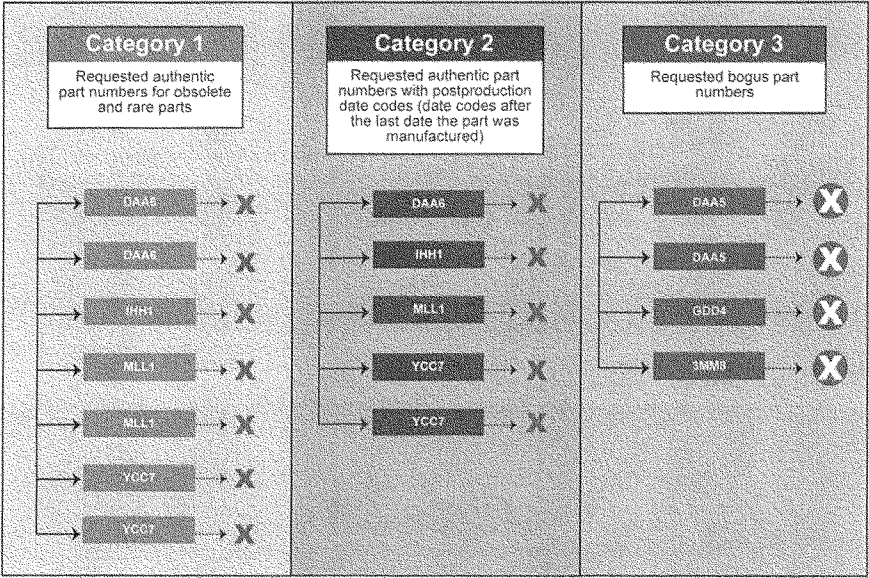 Category 1
Requested authentic
part numbers for obsolete
and rare parts
DAA6
X
DAA6
X
IHH1
X
MLL1
X
MLL1
X
YCC7
X
YCC7
X
Category 2
Requested authentic part
numbers with postproduction
date codes (date codes after
the last date the part was
manufactured)
DAA6
X
IHH1
X
MLL1
X
YCC7
X
YCC7
X
Category 3
Requested bogus part
numbers
DAA5
X
DAA5
X
GDD4
X
3MM8
X